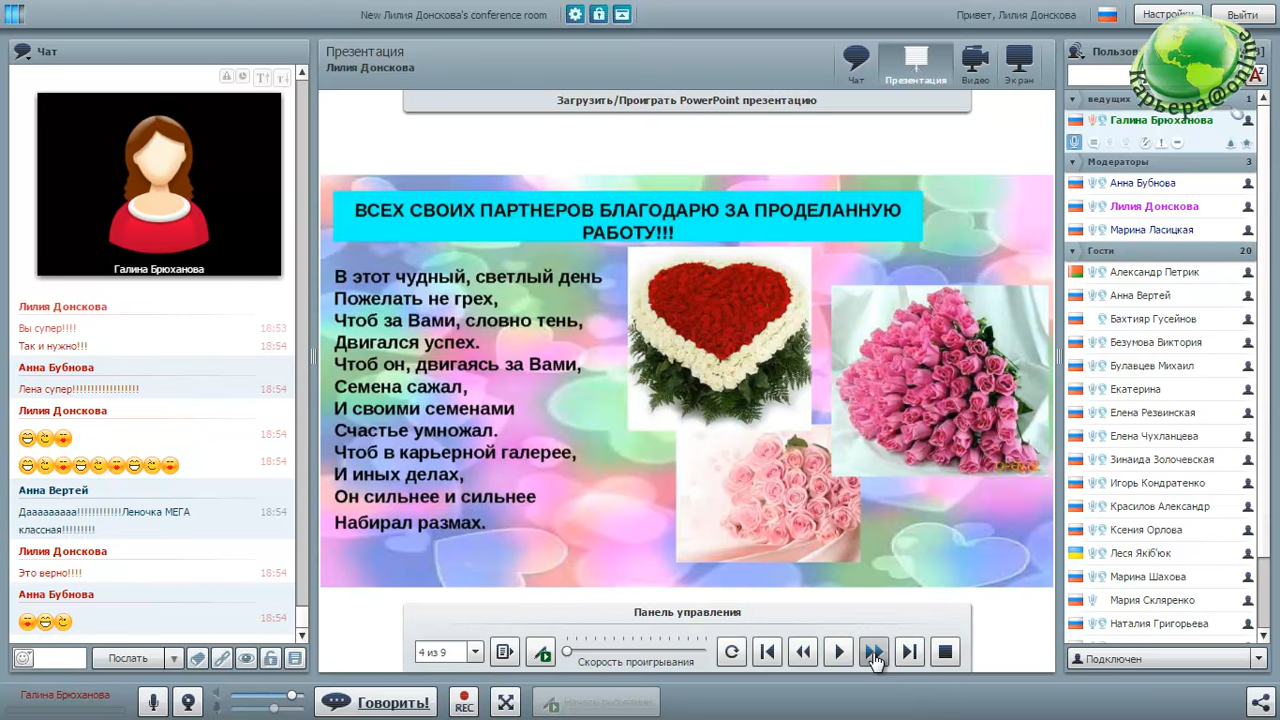 New Лилия Донскова's conference room
Привет, Лилия Донскова
Настройки
Выйти
Чат
Галина Брюханова
Лилия Донскова
Вы супер!!!!
18:53
Так и нужно!!!
18:54
Анна Бубнова
Лена супер!!!!!!!!!!!!!!!!!!
18:54
Лилия Донскова
18:54
18:54
Анна Вертей
Дааааааааа!!!!!!!!!!!!Леночка МЕГА
18:54
классная!!!!!!!!!
Лилия Донскова
Это верно!!!!
18:54
Анна Бубнова
18:54
Послать
Презентация
Лилия Донскова
Чат
Презентация
Видео
Экран
Загрузить/Проиграть PowerPoint презентацию
ВСЕХ СВОИХ ПАРТНЕРОВ БЛАГОДАРЮ ЗА ПРОДЕЛАННУЮ
РАБОТУ!!!
В этот чудный, светлый день
Пожелать не грех,
Чтоб за Вами, словно тень,
Двигался успех.
Чтоб он, двигаясь за Вами,
Семена сажал,
И своими семенами
Счастье умножал.
Чтоб в карьерной галерее,
И иных делах,
Он сильнее и сильнее
Набирал размах.
Панель управления
4 из 9
Скорость проигрывания
Карьера@online
ведущих
1
Галина Брюханова
Модераторы
3
Анна Бубнова
Лилия Донскова
Марина Ласицкая
Гости
20
Александр Петрик
Анна Вертей
Бахтияр Гусейнов
Безумова Виктория
Булавцев Михаил
Екатерина
Елена Резвинская
Елена Чухланцева
Зинаида Золочевская
Игорь Кондратенко
Красилов Александр
Ксения Орлова
Леся Якіб'юк
Марина Шахова
Мария Скляренко
Наталия Григорьева
Подключен
Галина Брюханова
Говорить!
REC